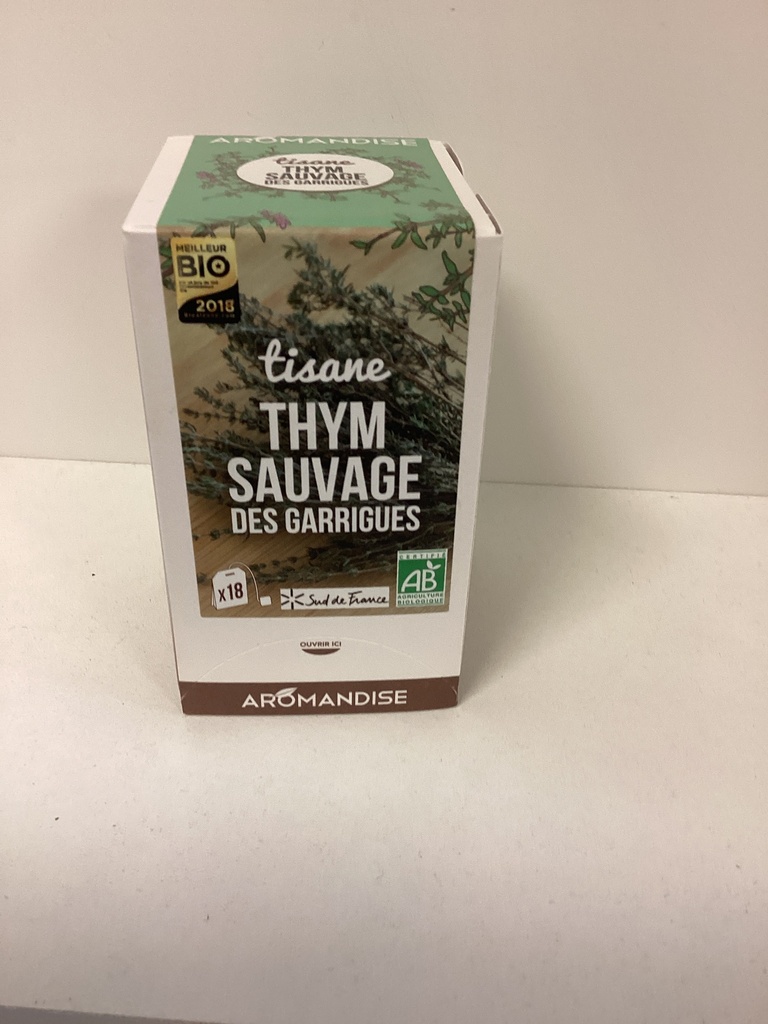 AROMANDISE
tisane
THYM
SAUVAGE
DES GARRIGUES
MEILLEUR
BIO
2018
tisane
THYM
SAUVAGE
DES GARRIGUES
x18
Sud de France
CERTIFIÉ
AB
AGRICULTURE
BIOLOGIQUE
OUVRIR ICI
AROMANDISE